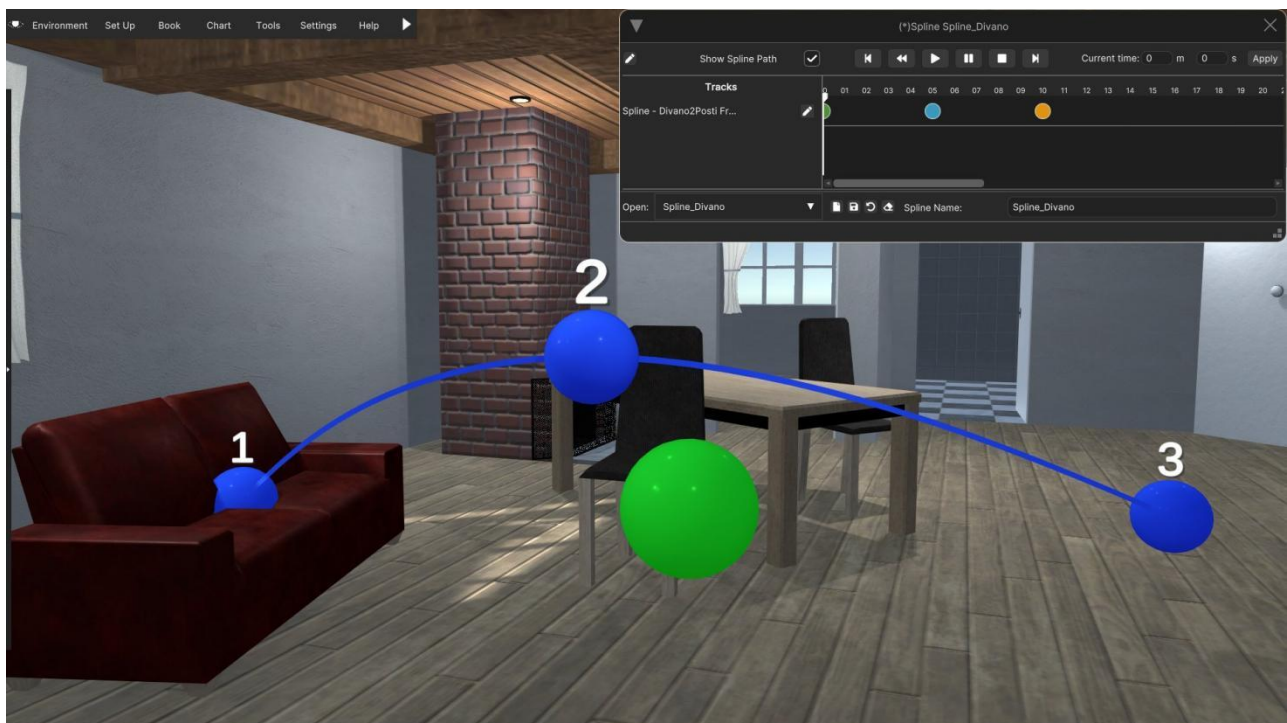 Environment Set Up Book Chart Tools Settings Help
(*)Spline Spline_Divano
Show Spline Path
Current time: 0 m 0 s Apply
Tracks
01 02 03 04 05 06 07 08 09 10 11 12 13 14 15 16 17 18 19 20
Spline - Divano2Posti Fr...
Open: Spline_Divano
Spline Name: Spline_Divano
2
1
3